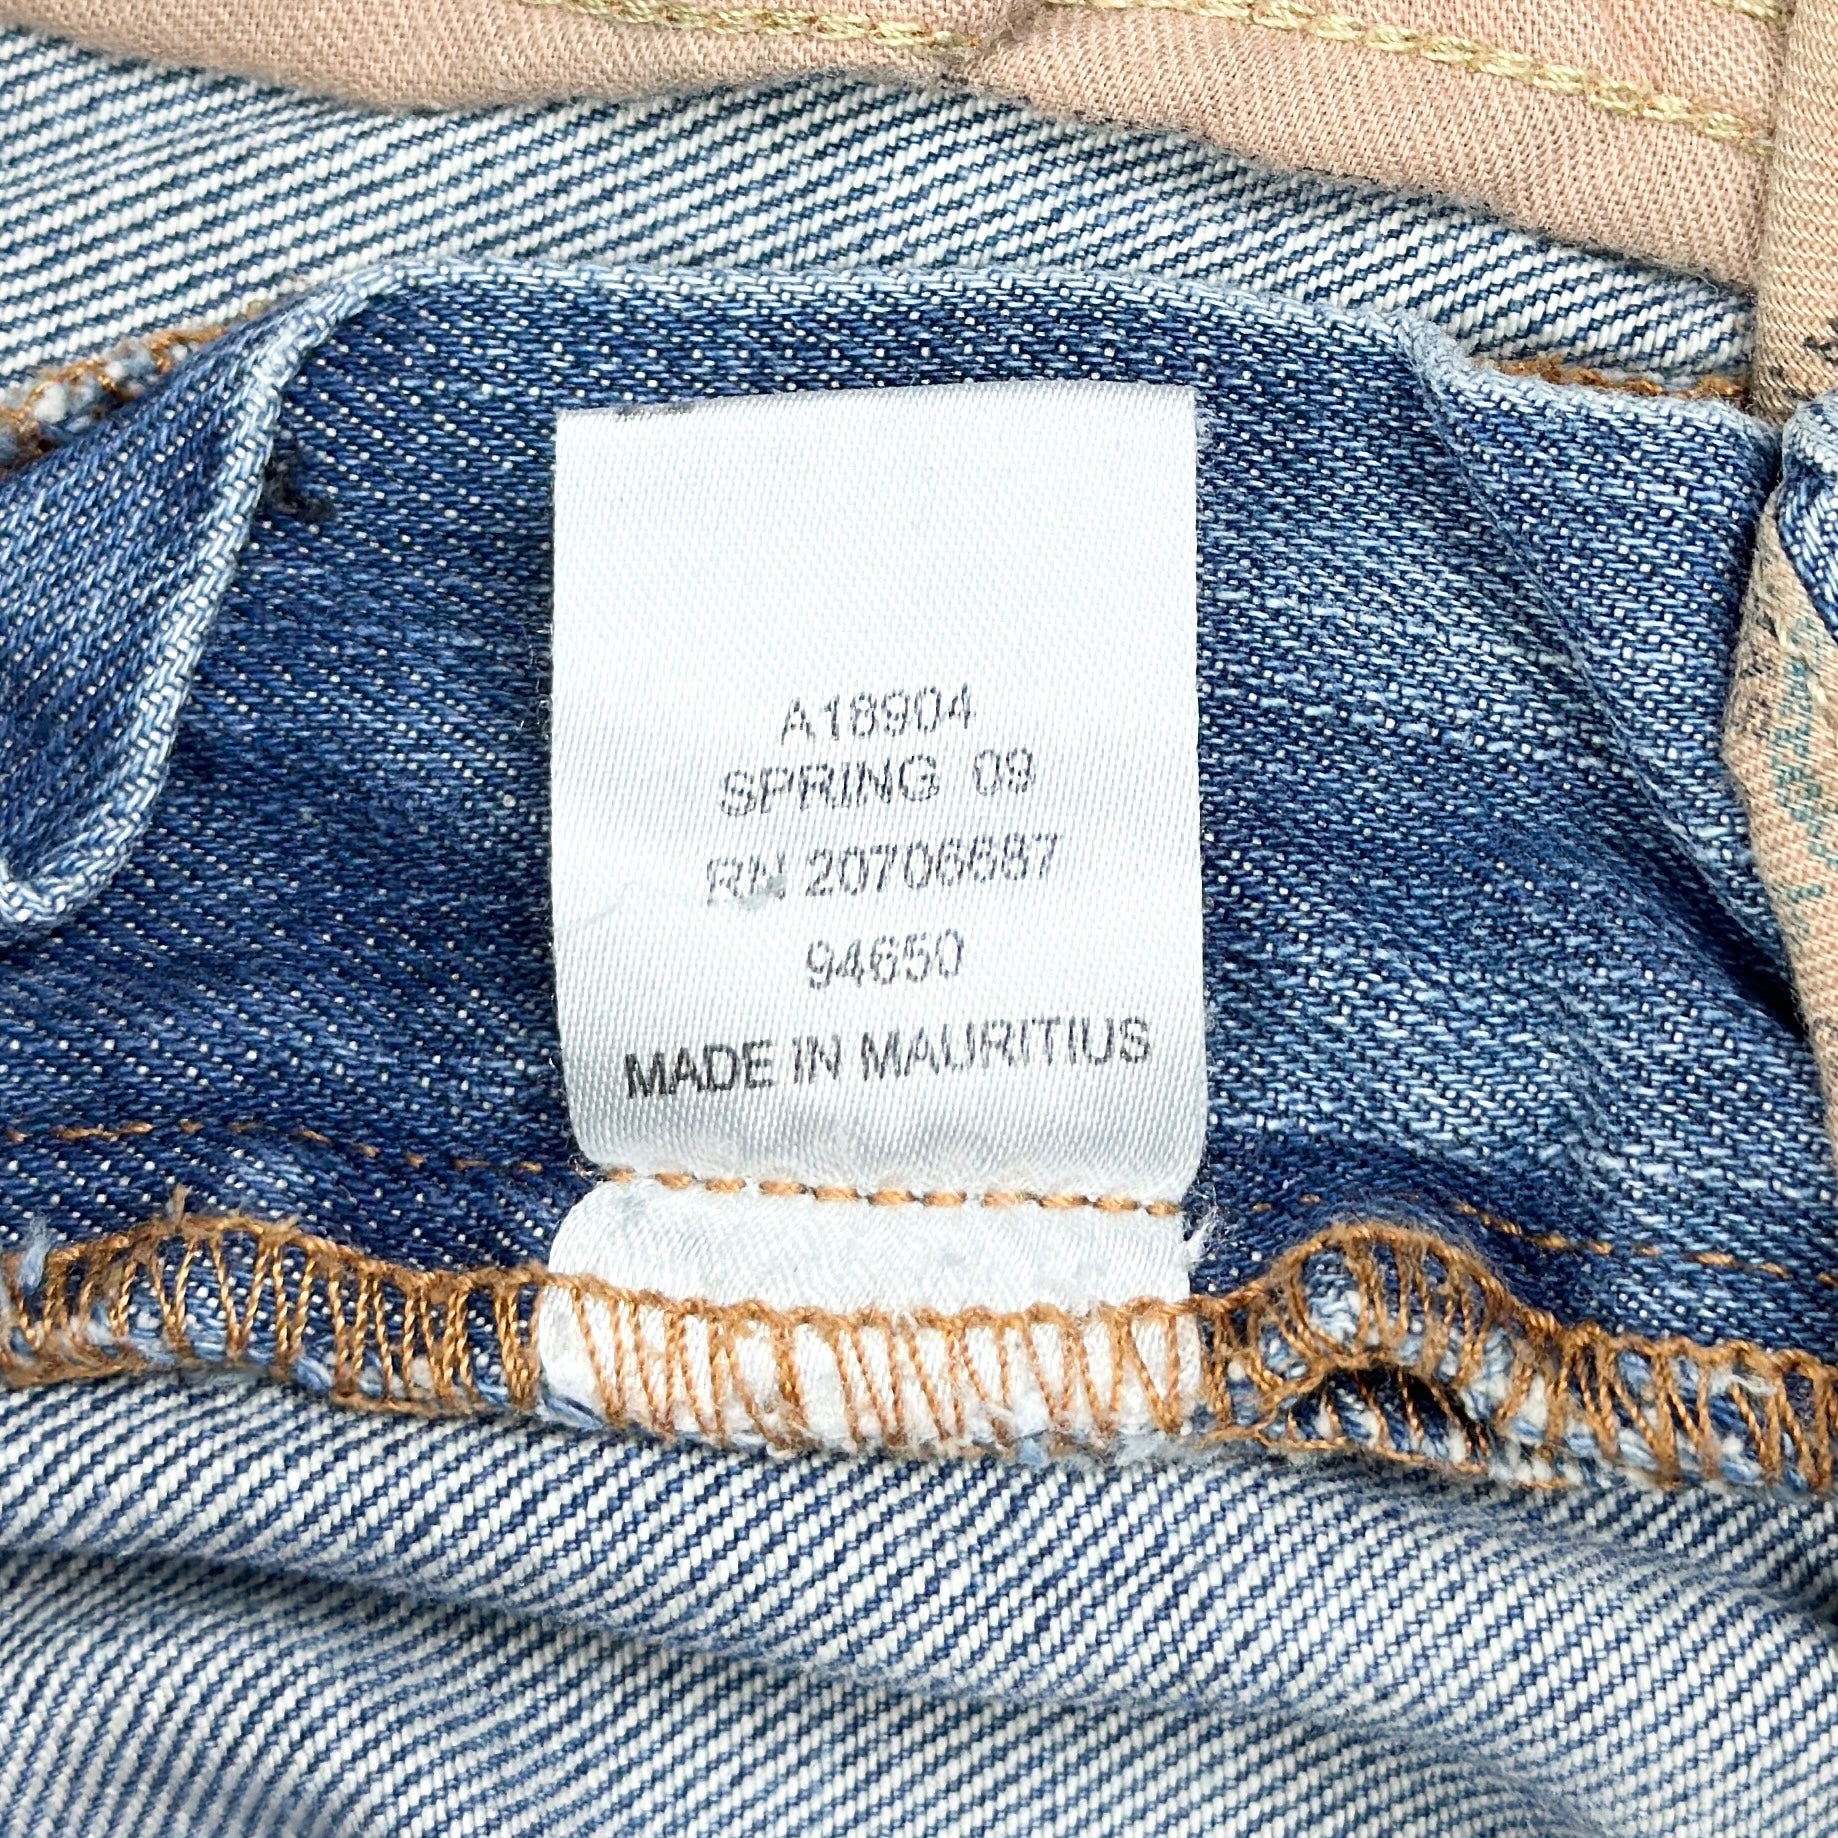 A18904
SPRING 09
RN 20706687
94650
MADE IN MAURITIUS